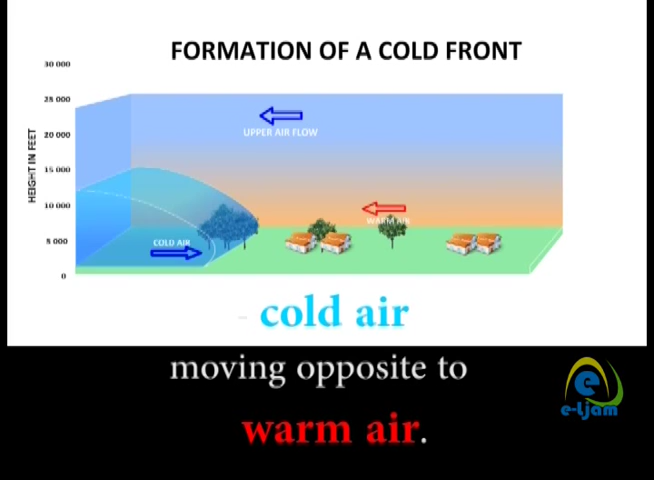 FORMATION OF A COLD FRONT
30 000
25 000
20 000
15 000
10 000
5 000
0
HEIGHT IN FEET
UPPER AIR FLOW
WARM AIR
COLD AIR
- cold air
moving opposite to
warm air.
e
e-Ljam